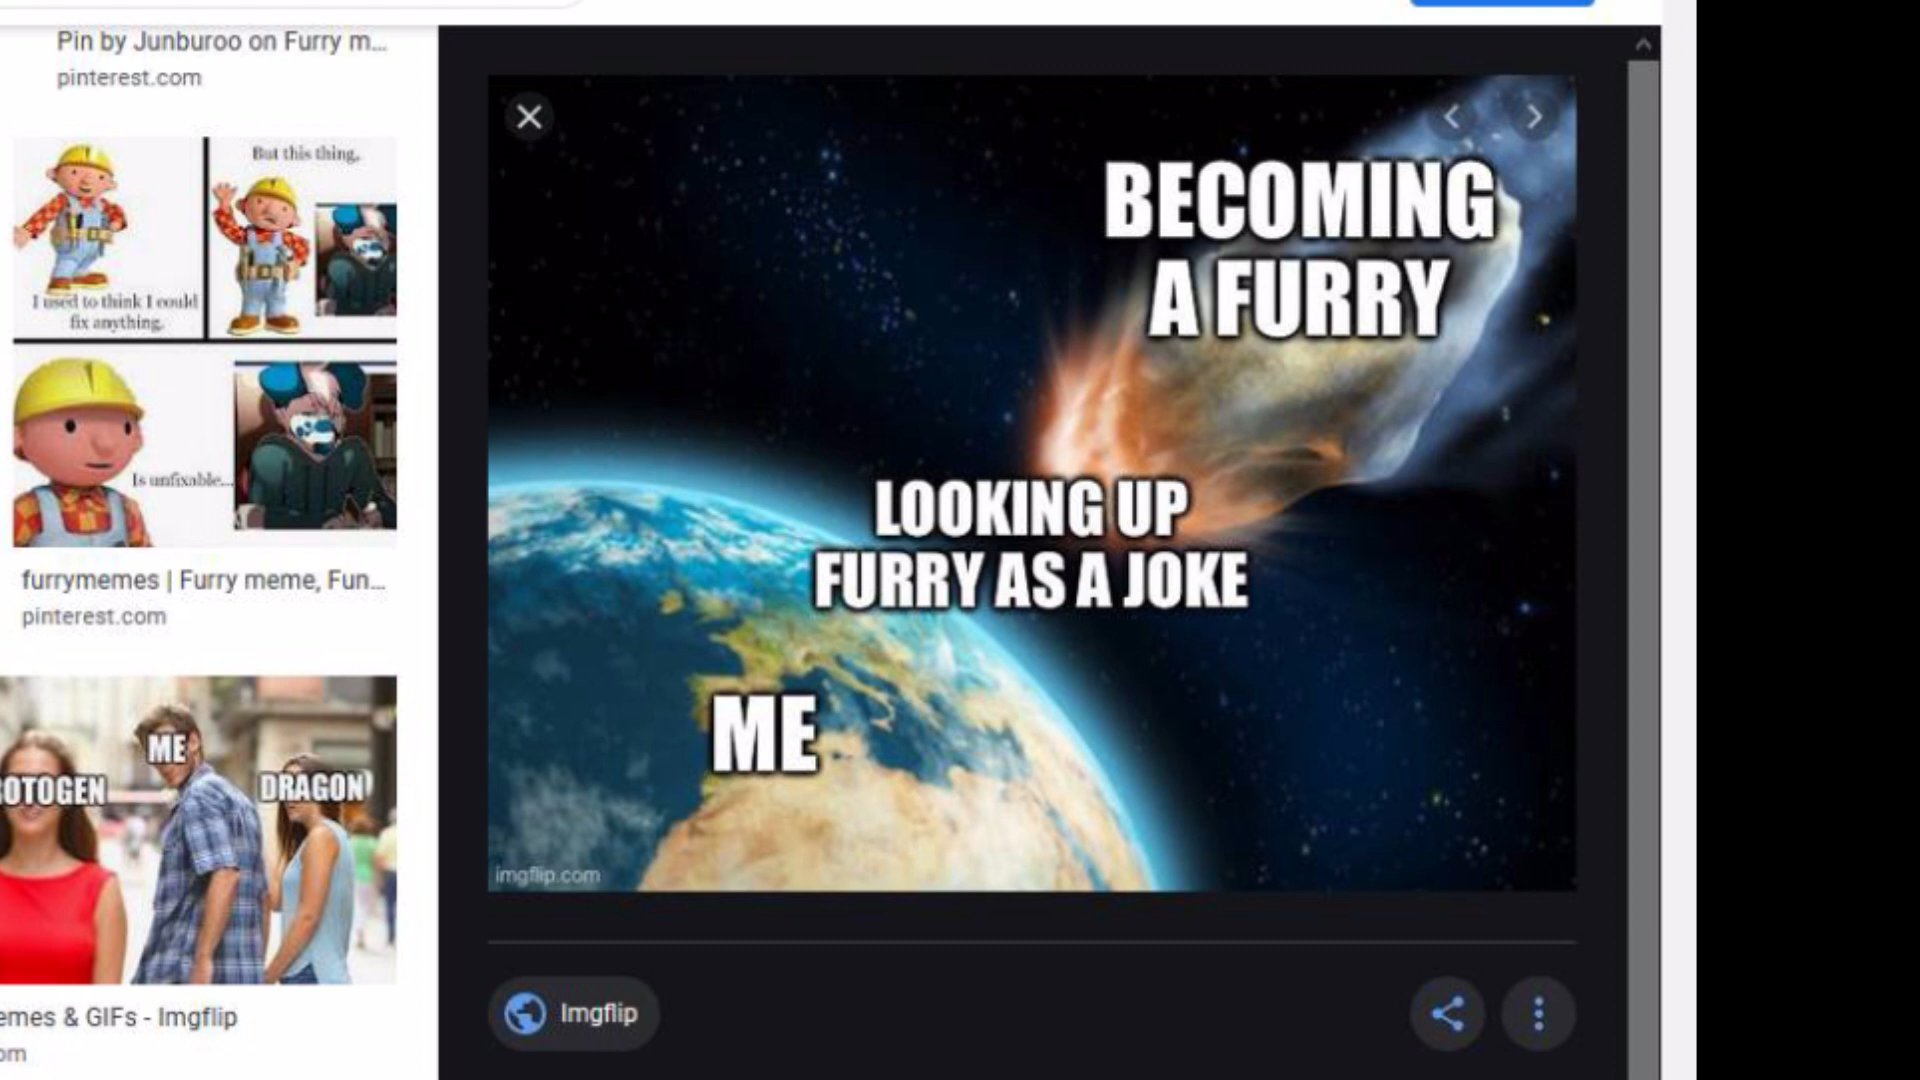 Pin by Junburoo on Furry m...
pinterest.com
But this thing,
I used to think I could
fix anything.
Is unfixable...
furrymemes | Furry meme, Fun...
pinterest.com
ME
OTOGEN
DRAGON
emes & GIFs - Imgflip
om
BECOMING
A FURRY
LOOKING UP
FURRY AS A JOKE
ME
imgflip.com
Imgflip